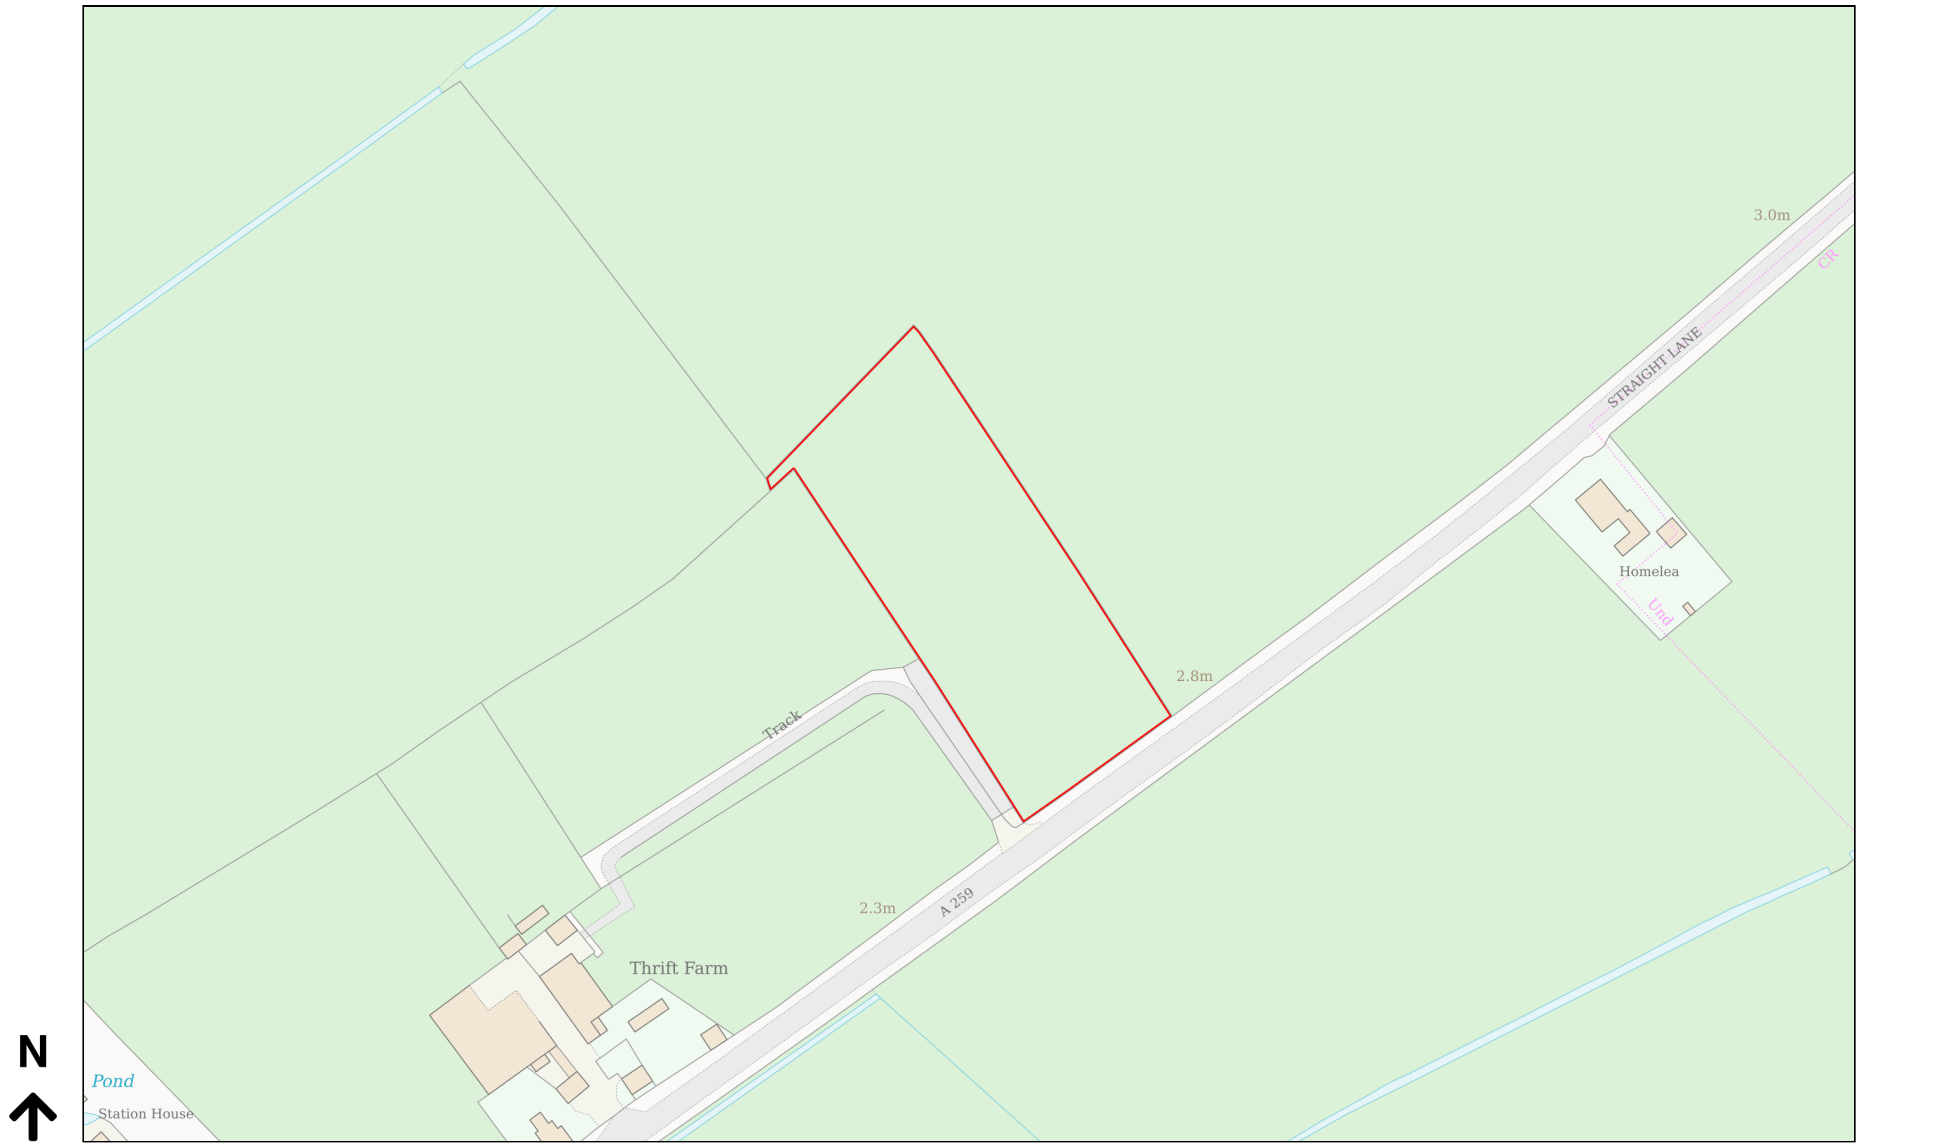 3.0m
CR
STRAIGHT LANE
Homelea
Und
2.8m
Track
A 259
2.3m
Thrift Farm
N
Pond
Station House